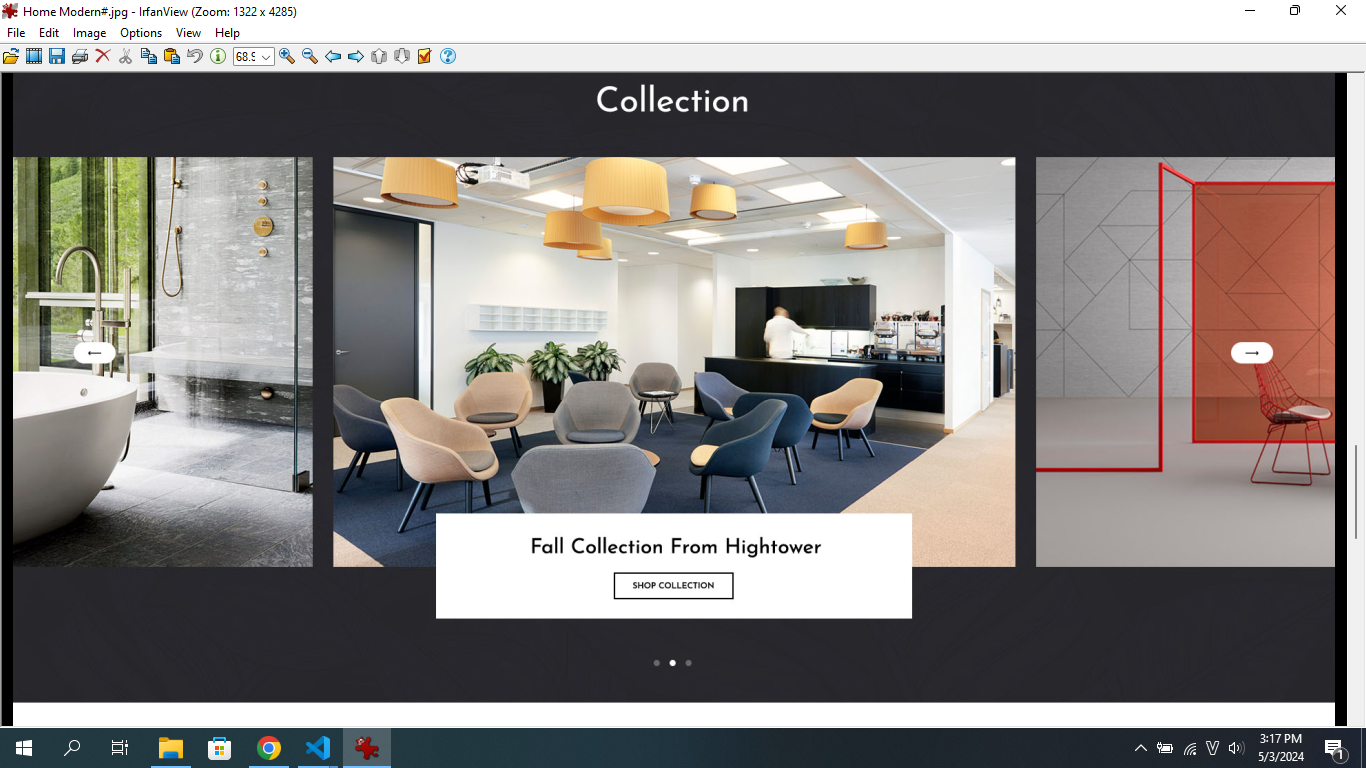 Home Modern#.jpg - IrfanView (Zoom: 1322 x 4285)
File Edit Image Options View Help
68.9
Collection
Fall Collection From Hightower
SHOP COLLECTION
3:17 PM
5/3/2024
1